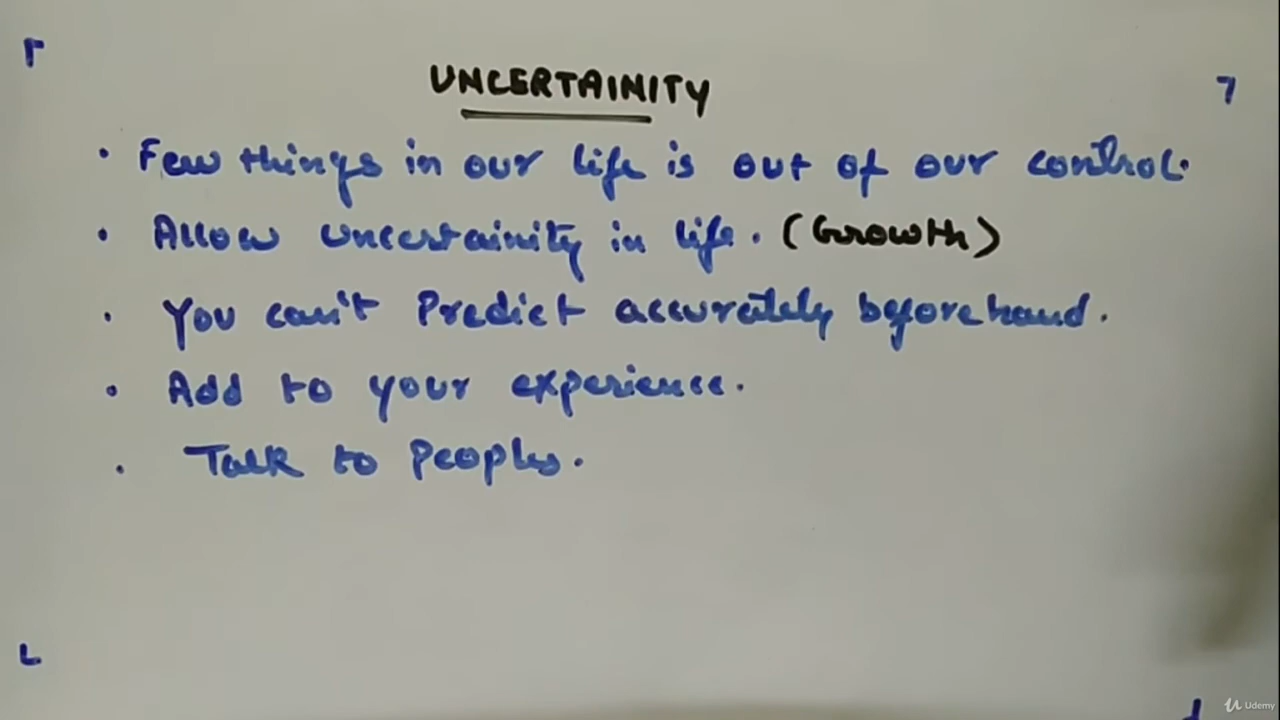 UNCERTAINITY
• Few things in our life is out of our control.
• Allow uncertainity in life. (Growth)
• You can't Predict accurately beforehand.
• Add to your experience.
• Talk to Peoples.
Udemy